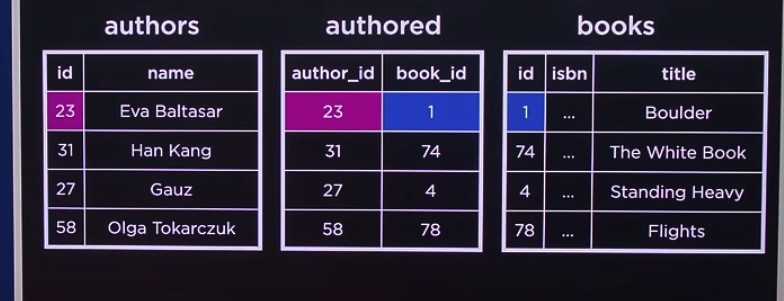 authors authored books
id name author_id book_id id isbn title
23 Eva Baltasar 23 1 1 ... Boulder
31 Han Kang 31 74 74 ... The White Book
27 Gauz 27 4 4 ... Standing Heavy
58 Olga Tokarczuk 58 78 78 ... Flights